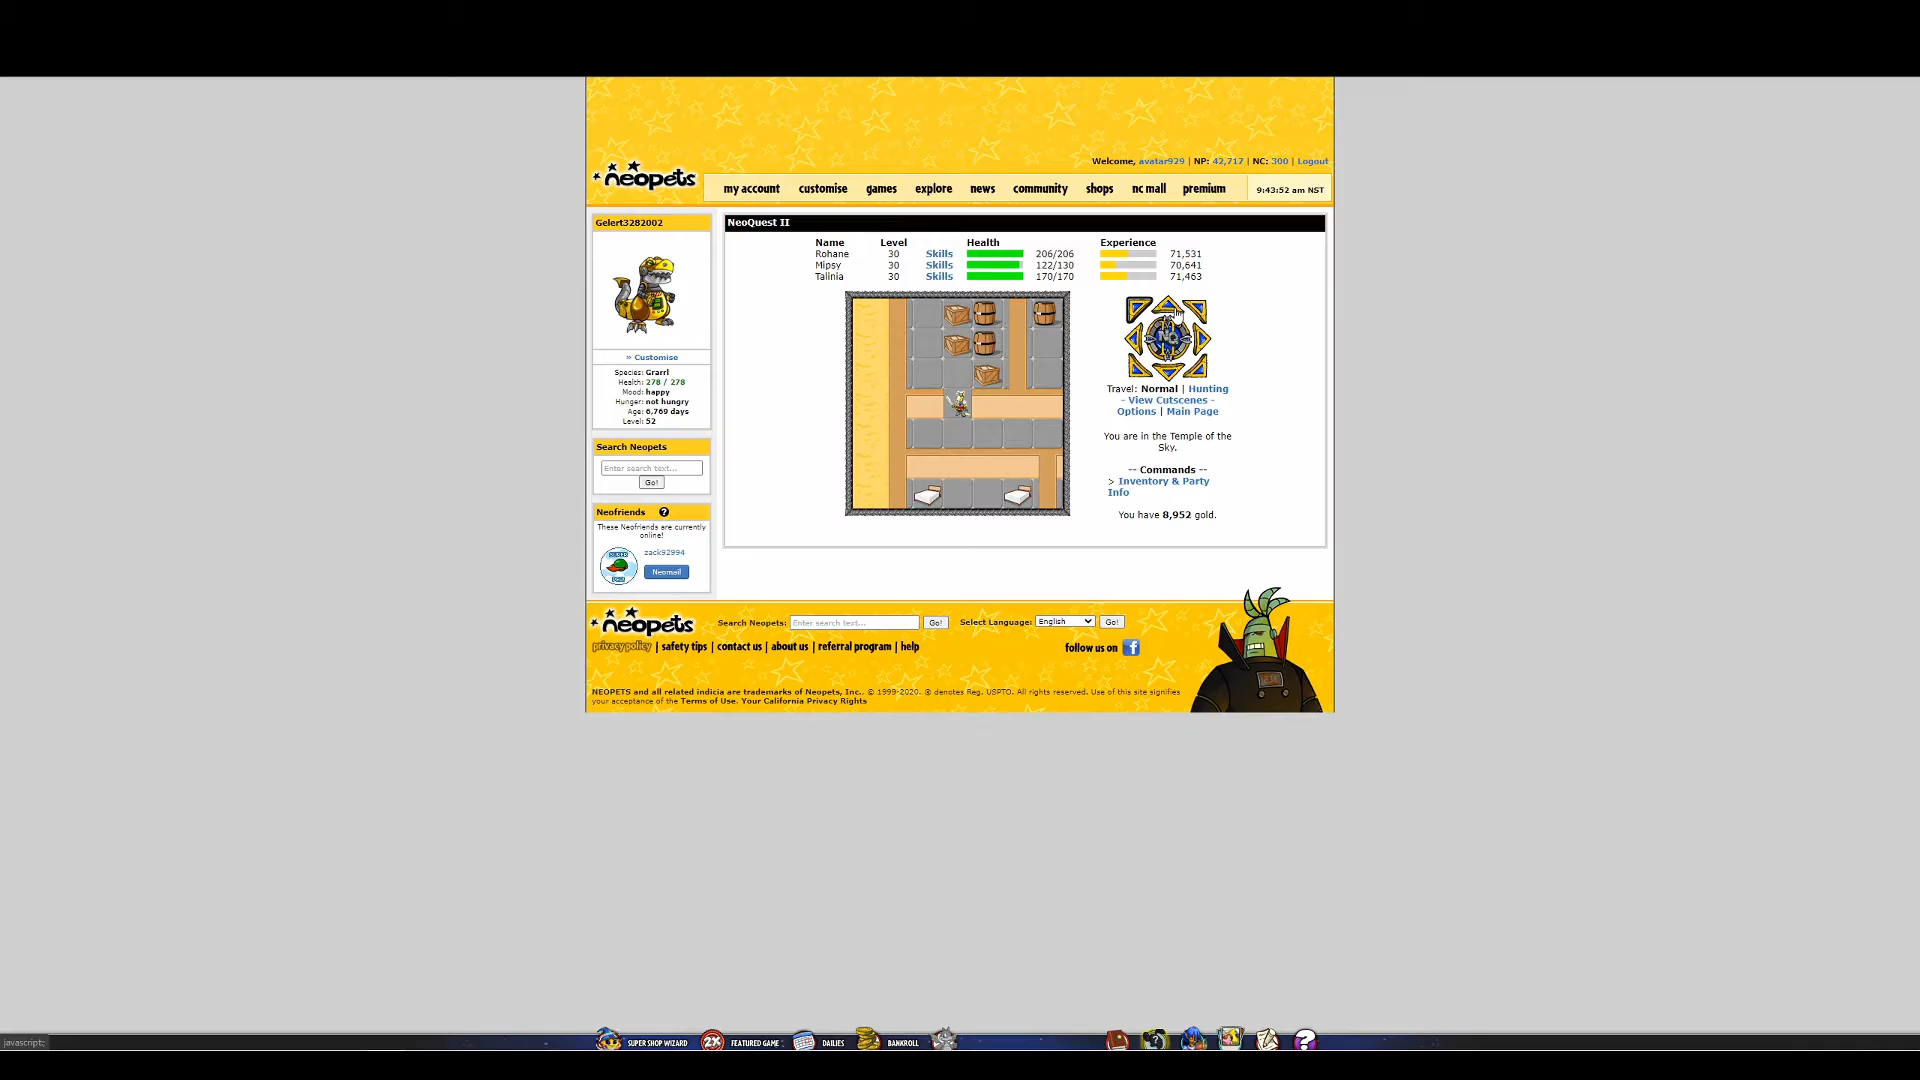 Welcome, avatar929 | NP: 42,717 | NC: 300 | Logout
neopets
my account customise games explore news community shops nc mall premium 9:43:52 am NST
Gelert3282002
» Customise
Species: Grarrl
Health: 278 / 278
Mood: happy
Hunger: not hungry
Age: 6,769 days
Level: 52
Search Neopets
Enter search text...
Go!
Neofriends ?
These Neofriends are currently
online!
zack92994
Neomail
NeoQuest II
Name Level Health Experience
Rohane 30 Skills 206/206 71,531
Mipsy 30 Skills 122/130 70,641
Talinia 30 Skills 170/170 71,463
NQ
Travel: Normal | Hunting
- View Cutscenes -
Options | Main Page
You are in the Temple of the
Sky.
-- Commands --
> Inventory & Party
Info
You have 8,952 gold.
neopets
Search Neopets: Enter search text... Go! Select Language: English Go!
privacy policy | safety tips | contact us | about us | referral program | help
follow us on f
NEOPETS and all related indicia are trademarks of Neopets, Inc.. © 1999-2020. ® denotes Reg. USPTO. All rights reserved. Use of this site signifies
your acceptance of the Terms of Use. Your California Privacy Rights
javascript:;
SUPER SHOP WIZARD 2X FEATURED GAME DAILIES BANKROLL ? ?